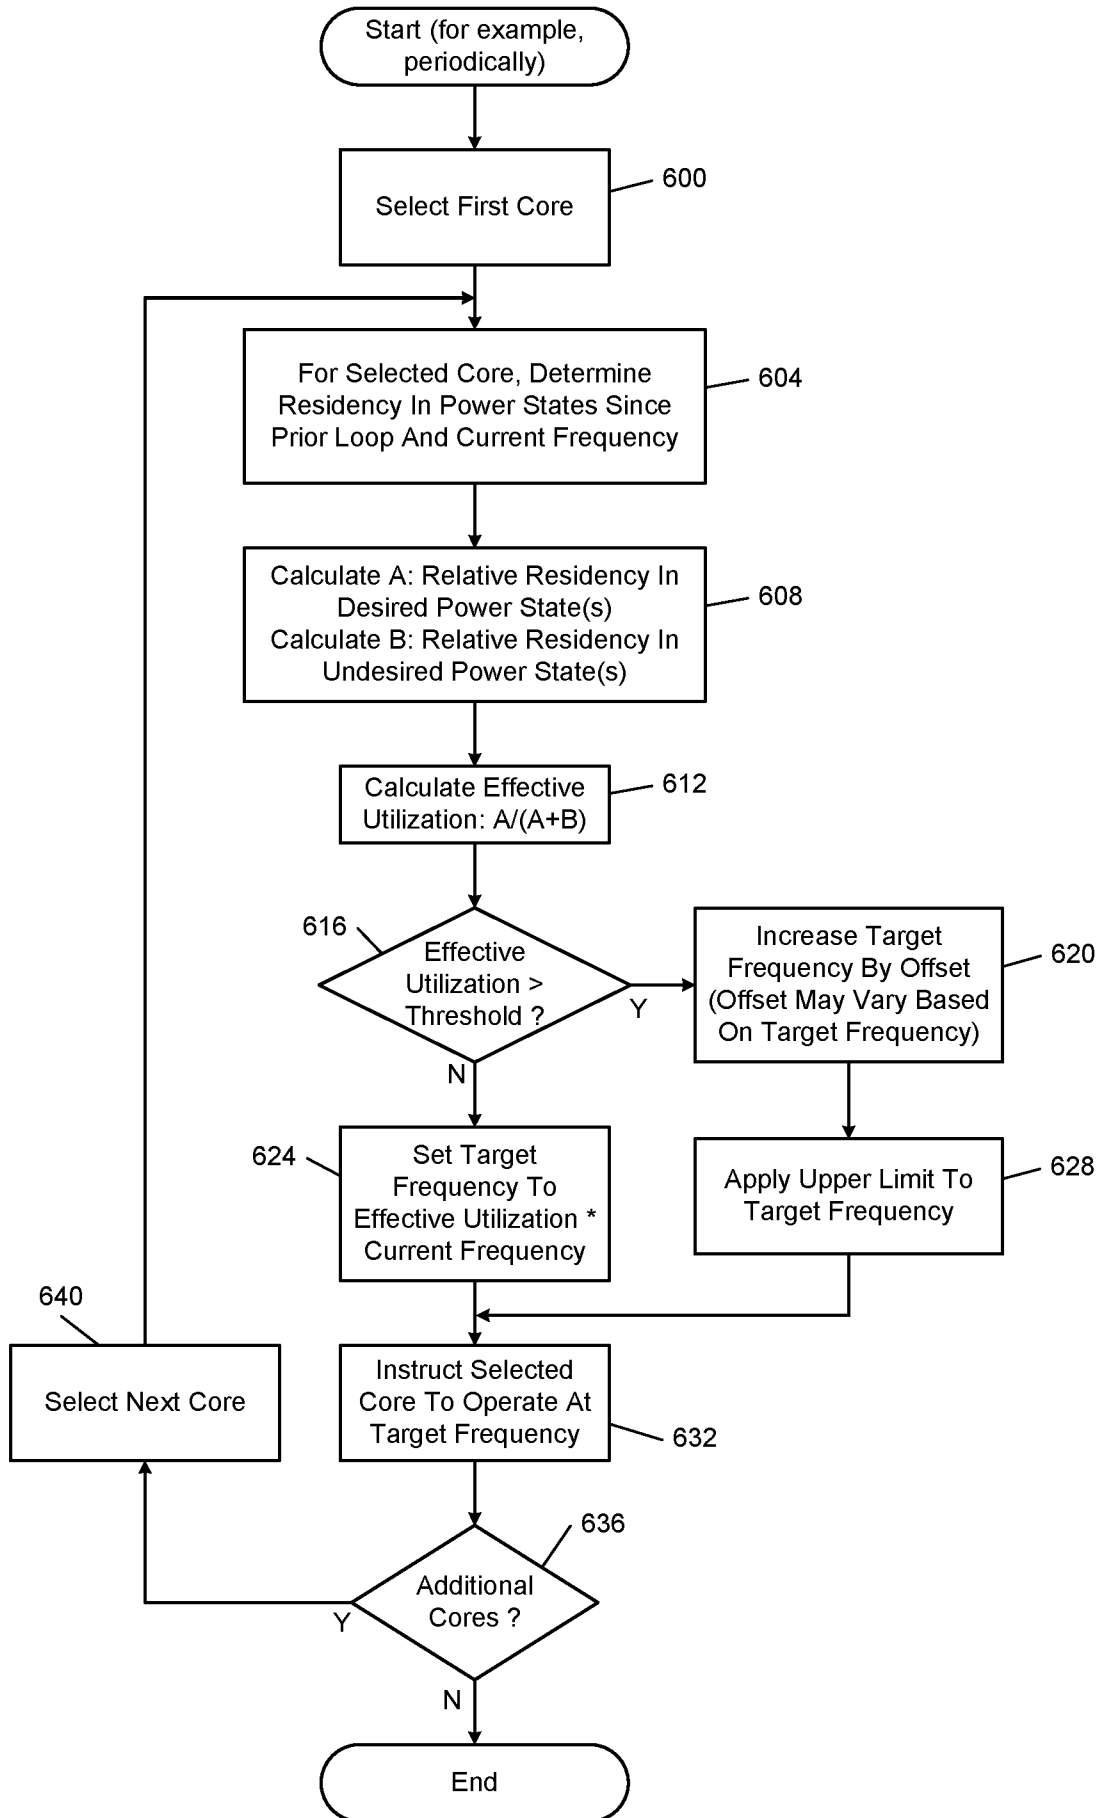 Start (for example,
periodically)
Select First Core
600
For Selected Core, Determine
Residency In Power States Since
Prior Loop And Current Frequency
604
Calculate A: Relative Residency In
Desired Power State(s)
Calculate B: Relative Residency In
Undesired Power State(s)
608
Calculate Effective
Utilization: A/(A+B)
612
616
Effective
Utilization >
Threshold ?
Y
N
Increase Target
Frequency By Offset
(Offset May Vary Based
On Target Frequency)
620
624
Set Target
Frequency To
Effective Utilization *
Current Frequency
Apply Upper Limit To
Target Frequency
628
640
Select Next Core
Instruct Selected
Core To Operate At
Target Frequency
632
636
Additional
Cores ?
Y
N
End